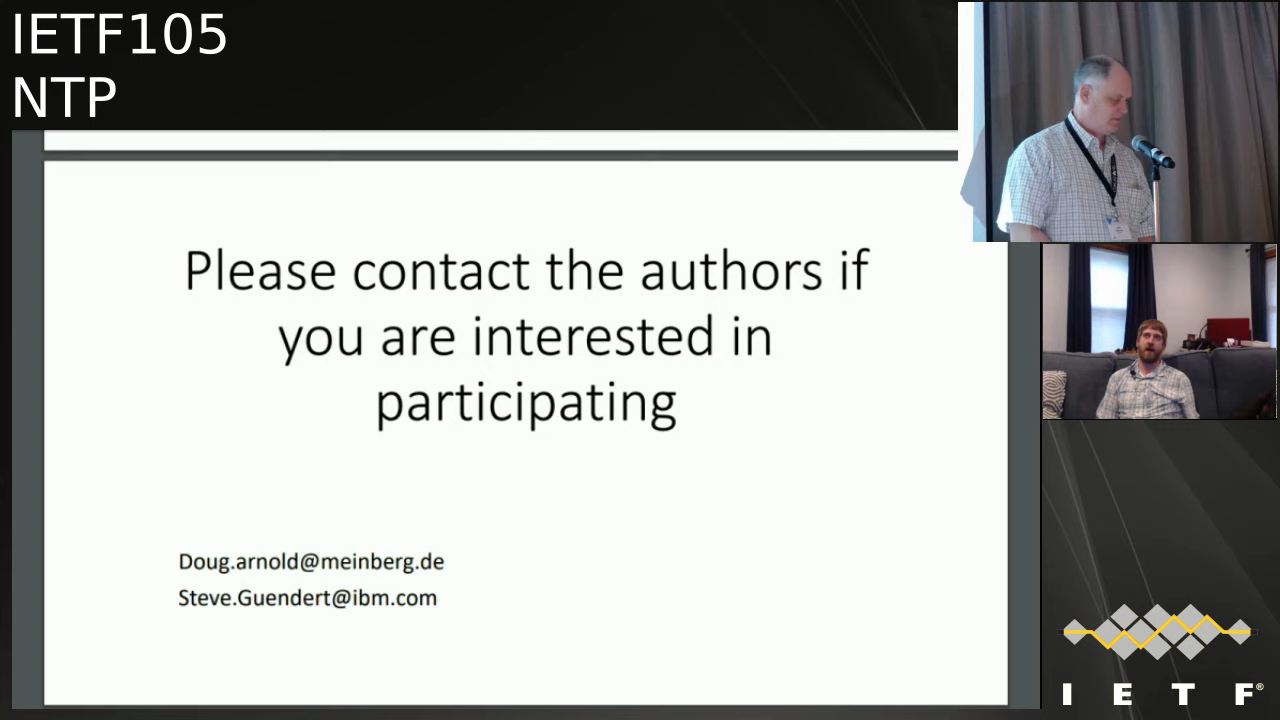 IETF105
NTP
Please contact the authors if
you are interested in
participating
Doug.arnold@meinberg.de
Steve.Guendert@ibm.com
I E T F®